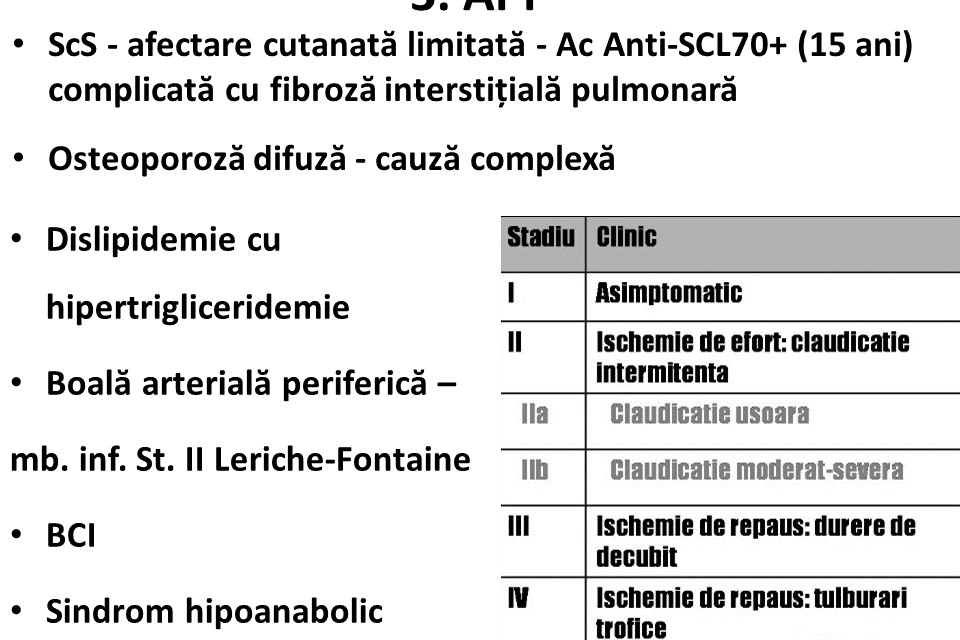 3. APP
• ScS - afectare cutanată limitată - Ac Anti-SCL70+ (15 ani)
complicată cu fibroză interstițială pulmonară
• Osteoporoză difuză - cauză complexă
• Dislipidemie cu
hipertrigliceridemie
• Boală arterială periferică –
mb. inf. St. II Leriche-Fontaine
• BCI
• Sindrom hipoanabolic
Stadiu Clinic
I Asimptomatic
II Ischemie de efort: claudicatie
intermitenta
IIa Claudicatie usoara
IIb Claudicatie moderat-severa
III Ischemie de repaus: durere de
decubit
IV Ischemie de repaus: tulburari
trofice